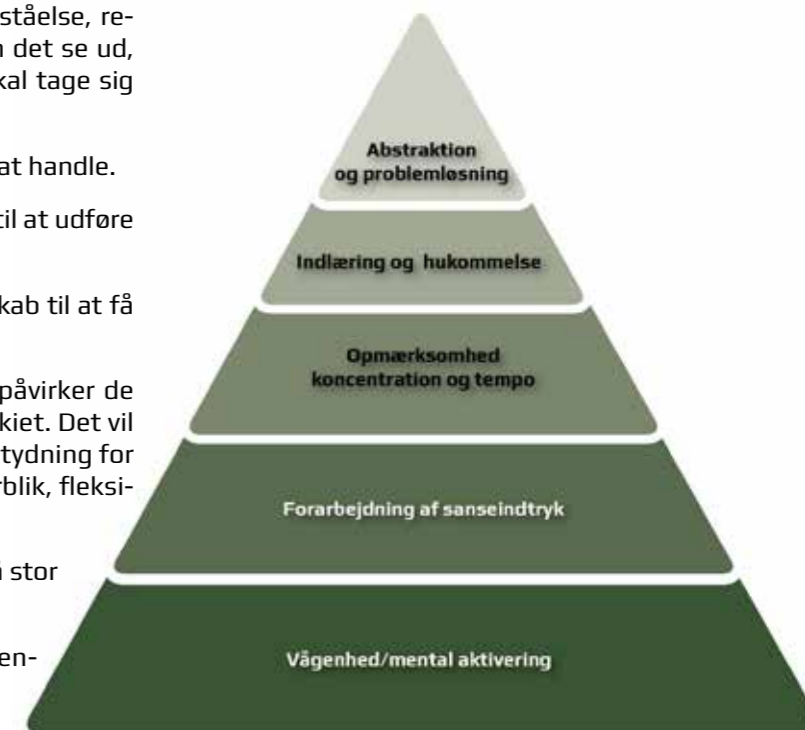 ståelse, re-
det se ud,
kal tage sig
at handle.
til at udføre
kab til at få
påvirker de
kiet. Det vil
tydning for
blik, fleksi-
stor
en-
Abstraktion
og problemløsning
Indlæring og hukommelse
Opmærksomhed
koncentration og tempo
Forarbejdning af sanseindtryk
Vågenhed/mental aktivering